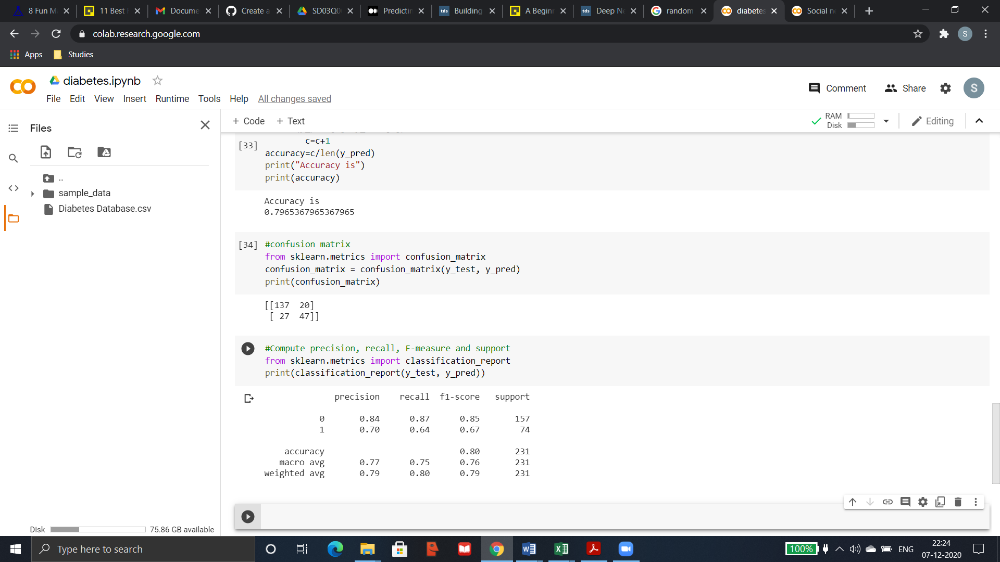 8 Fun M
11 Best
Docume
Create a
SD03Q0
Predictin
tds Building
A Begin
tds Deep Ne
random
diabetes
Social ne
colab.research.google.com
S
Apps
Studies
diabetes.ipynb
File Edit View Insert Runtime Tools Help All changes saved
Comment
Share
S
Files
..
sample_data
Diabetes Database.csv
Disk
75.86 GB available
+ Code + Text
RAM
Disk
Editing
[33]
c=c+1
accuracy=c/len(y_pred)
print("Accuracy is")
print(accuracy)
Accuracy is
0.7965367965367965
[34] #confusion matrix
from sklearn.metrics import confusion_matrix
confusion_matrix = confusion_matrix(y_test, y_pred)
print(confusion_matrix)
[[137 20]
[ 27 47]]
#Compute precision, recall, F-measure and support
from sklearn.metrics import classification_report
print(classification_report(y_test, y_pred))
precision recall f1-score support
0 0.84 0.87 0.85 157
1 0.70 0.64 0.67 74
accuracy 0.80 231
macro avg 0.77 0.75 0.76 231
weighted avg 0.79 0.80 0.79 231
Type here to search
100%
ENG
22:24
07-12-2020